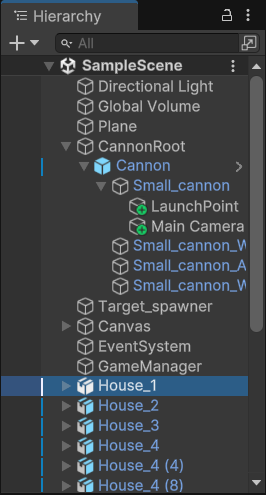 Hierarchy
All
SampleScene
Directional Light
Global Volume
Plane
CannonRoot
Cannon
Small_cannon
LaunchPoint
Main Camera
Small_cannon_W
Small_cannon_A
Small_cannon_W
Target_spawner
Canvas
EventSystem
GameManager
House_1
House_2
House_3
House_4
House_4 (4)
House_4 (8)